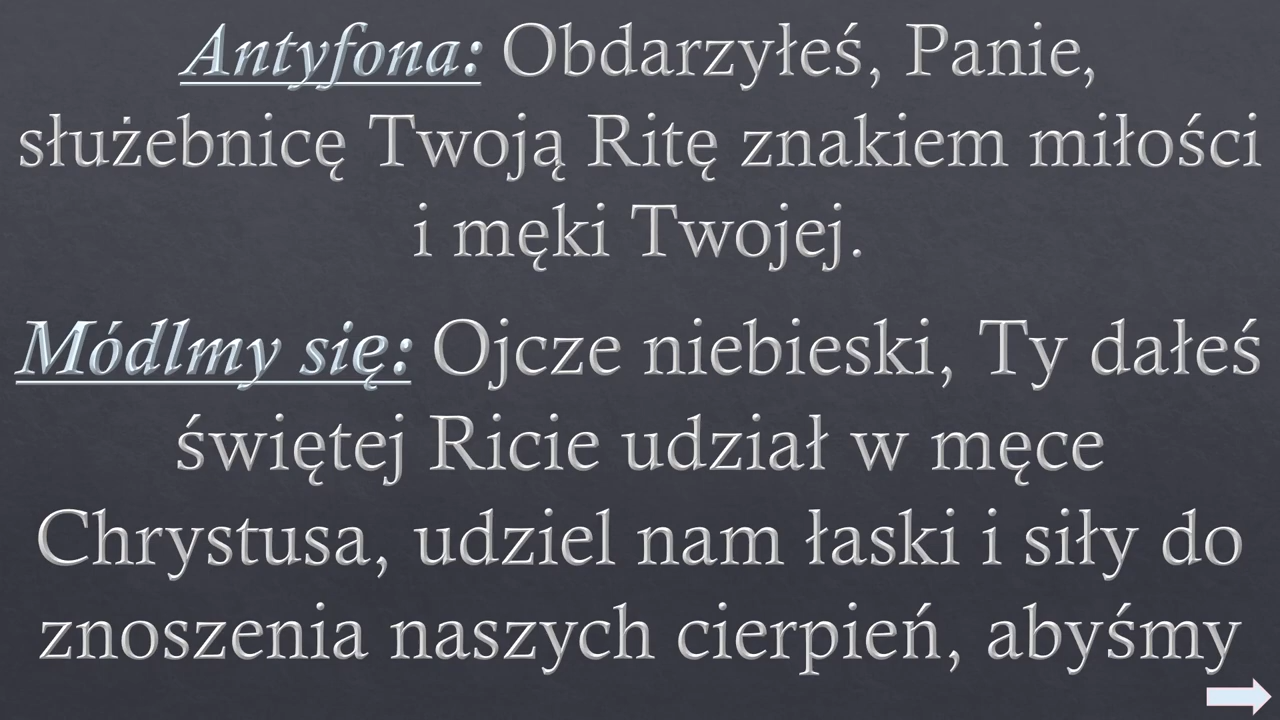 Antyfona: Obdarzyłeś, Panie,
służebnicę Twoją Ritę znakiem miłości
i męki Twojej.
Módlmy się: Ojcze niebieski, Ty dałeś
świętej Ricie udział w męce
Chrystusa, udziel nam łaski i siły do
znoszenia naszych cierpień, abyśmy